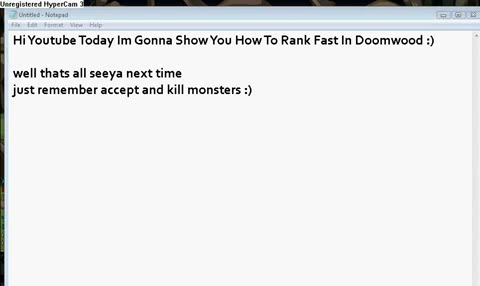 Unregistered HyperCam 3
Untitled - Notepad
File Edit Format View Help
Hi Youtube Today Im Gonna Show You How To Rank Fast In Doomwood :)
well thats all seeya next time
just remember accept and kill monsters :)